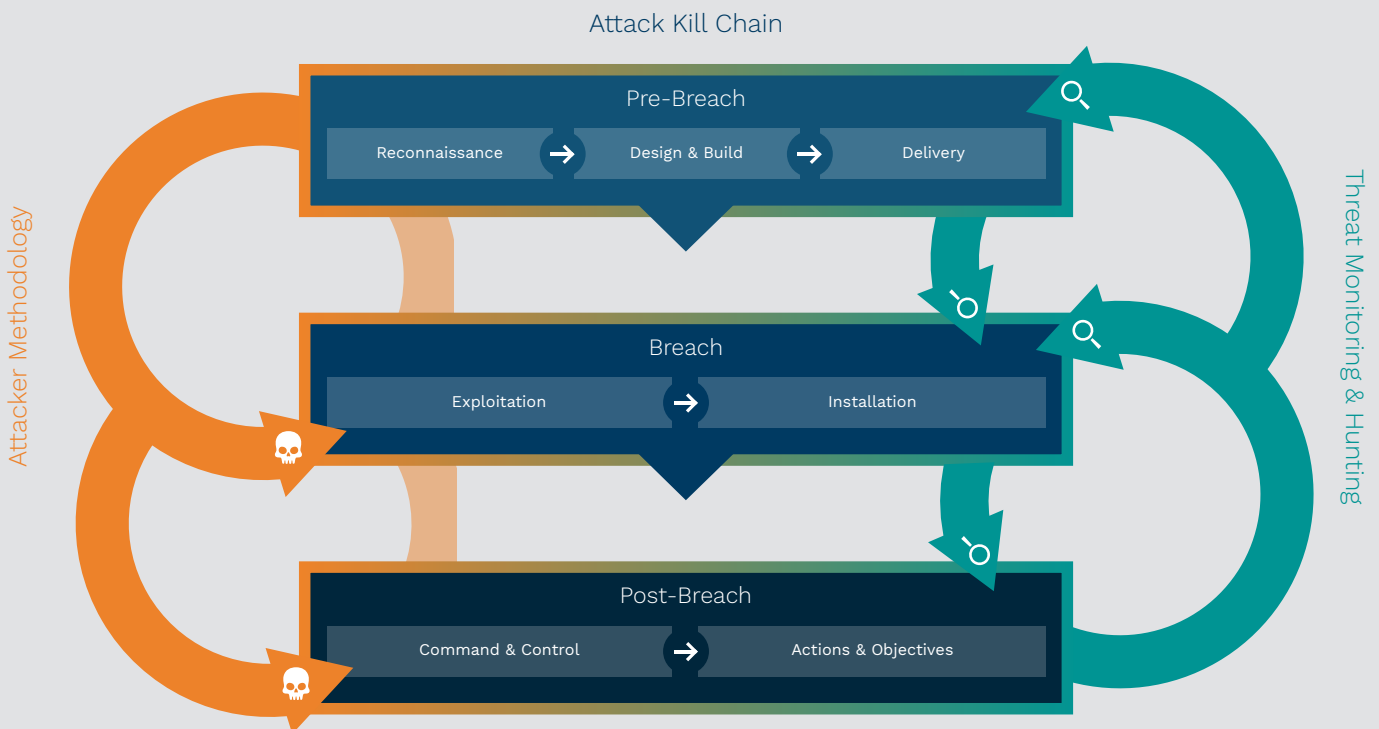 Attack Kill Chain
Pre-Breach
Reconnaissance
Design & Build
Delivery
Attacker Methodology
Threat Monitoring & Hunting
Breach
Exploitation
Installation
Post-Breach
Command & Control
Actions & Objectives